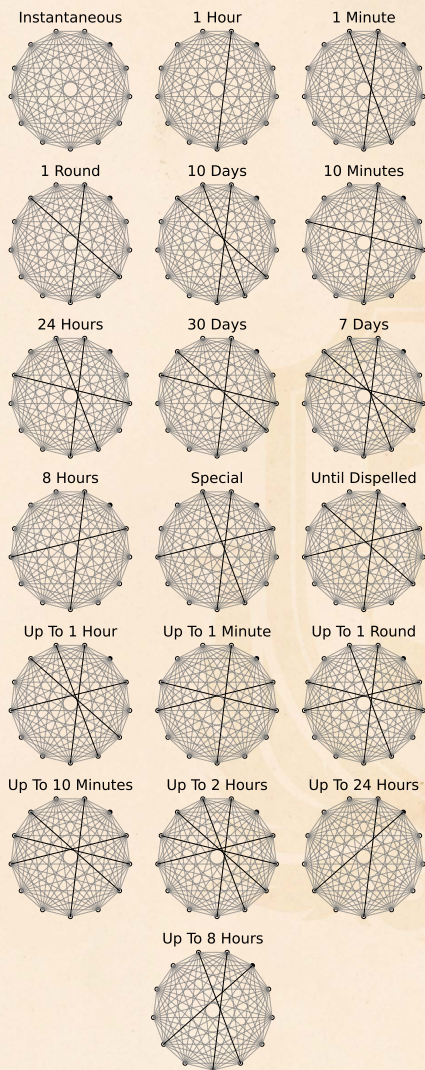 Instantaneous
1 Hour
1 Minute
1 Round
10 Days
10 Minutes
24 Hours
30 Days
7 Days
8 Hours
Special
Until Dispelled
Up To 1 Hour
Up To 1 Minute
Up To 1 Round
Up To 10 Minutes
Up To 2 Hours
Up To 24 Hours
Up To 8 Hours